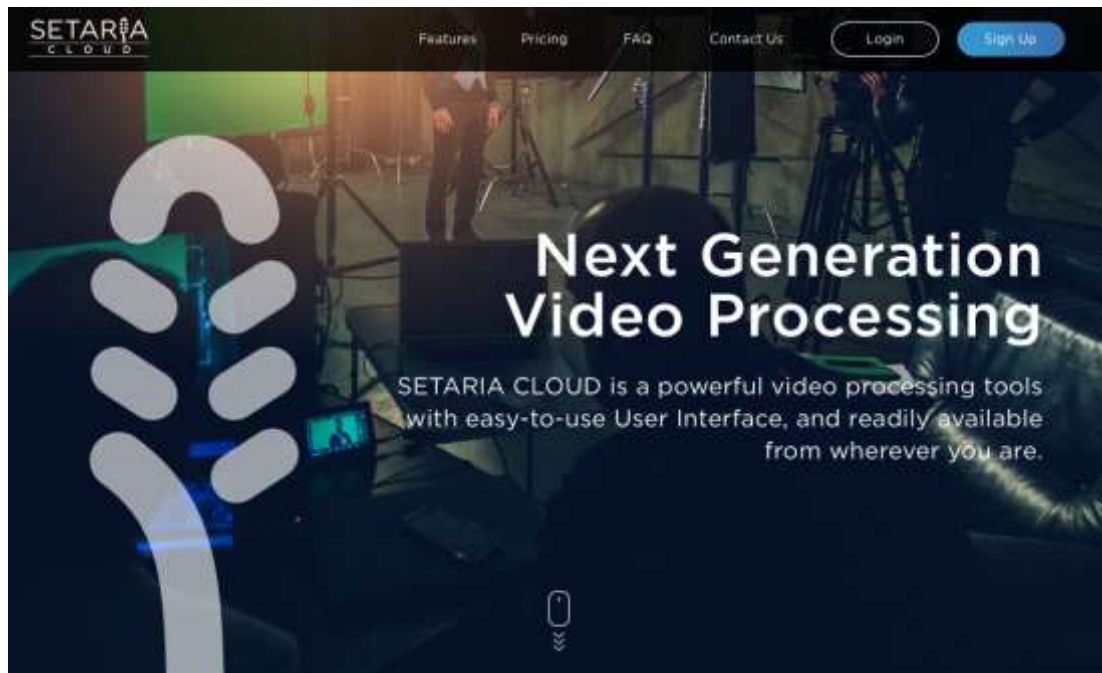 SETARIA
CLOUD
Features Pricing FAQ Contact Us Login Sign Up
Next Generation
Video Processing
SETARIA CLOUD is a powerful video processing tools
with easy-to-use User Interface, and readily available
from wherever you are.